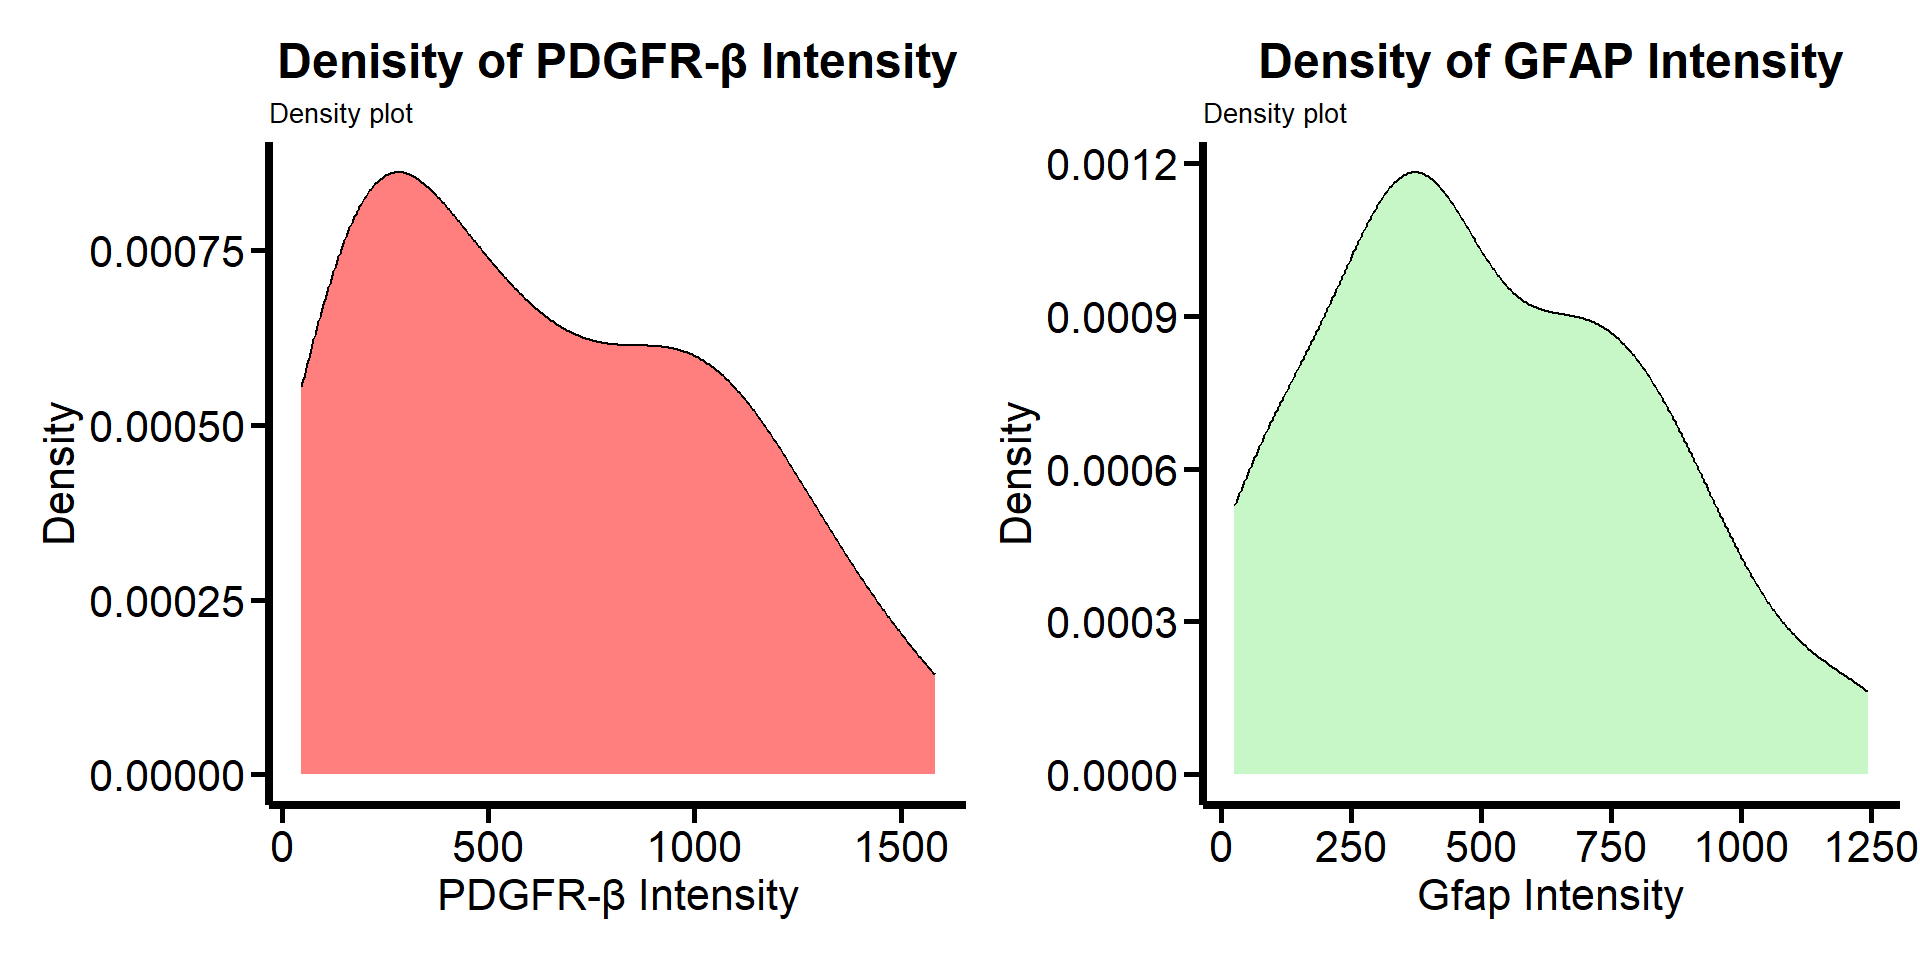 Denisity of PDGFR-β Intensity
Density plot
Density
0.00075
0.00050
0.00025
0.00000
0 500 1000 1500
PDGFR-β Intensity
Density of GFAP Intensity
Density plot
Density
0.0012
0.0009
0.0006
0.0003
0.0000
0 250 500 750 1000 1250
Gfap Intensity